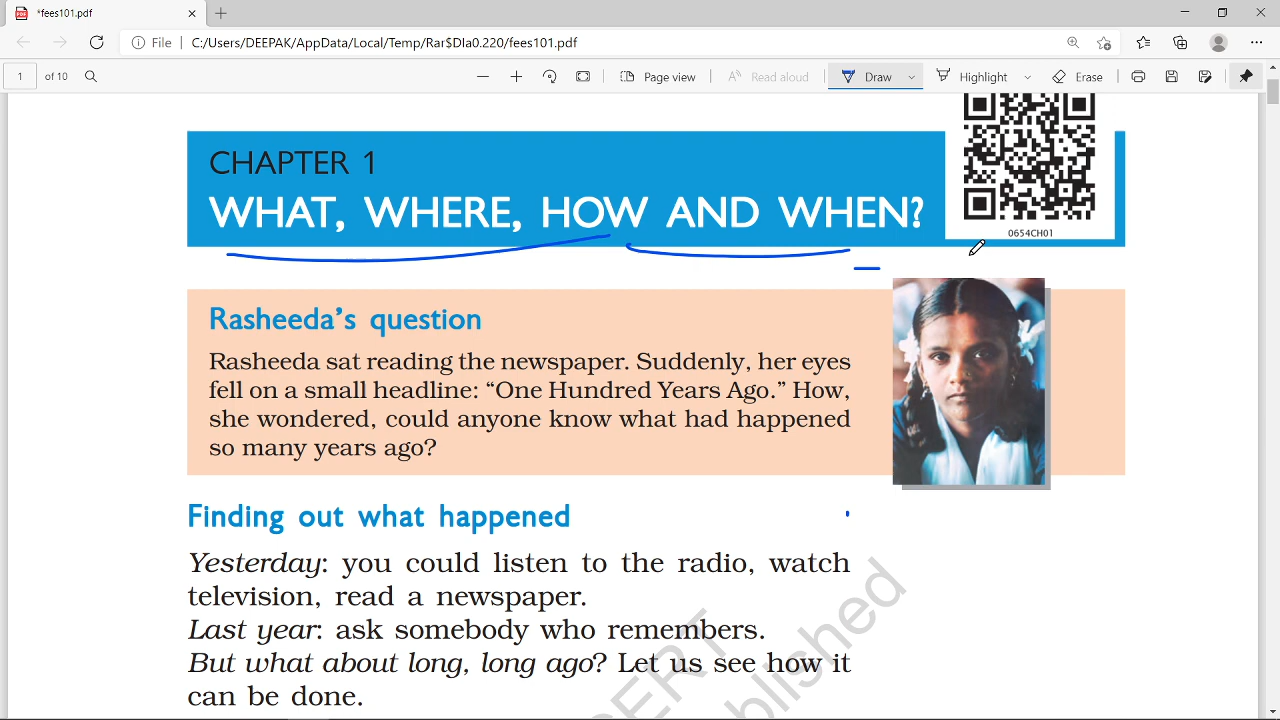 *fees101.pdf
File
C:/Users/DEEPAK/AppData/Local/Temp/Rar$DIa0.220/fees101.pdf
1 of 10
Page view
Read aloud
Draw
Highlight
Erase
CHAPTER 1
WHAT, WHERE, HOW AND WHEN?
0654CH01
Rasheeda’s question
Rasheeda sat reading the newspaper. Suddenly, her eyes
fell on a small headline: “One Hundred Years Ago.” How,
she wondered, could anyone know what had happened
so many years ago?
Finding out what happened
Yesterday: you could listen to the radio, watch
television, read a newspaper.
Last year: ask somebody who remembers.
But what about long, long ago? Let us see how it
can be done.